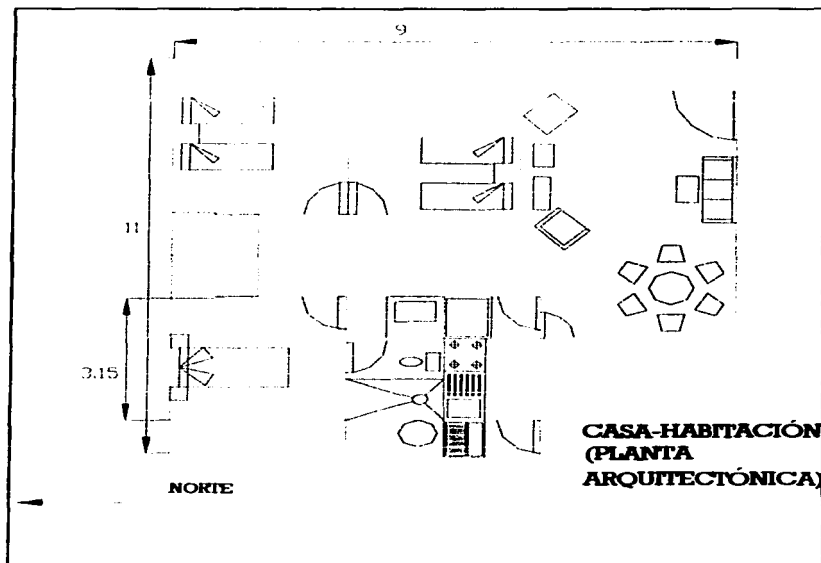 9
11
3.15
CASA-HABITACIÓN
(PLANTA
ARQUITECTÓNICA)
NORTE